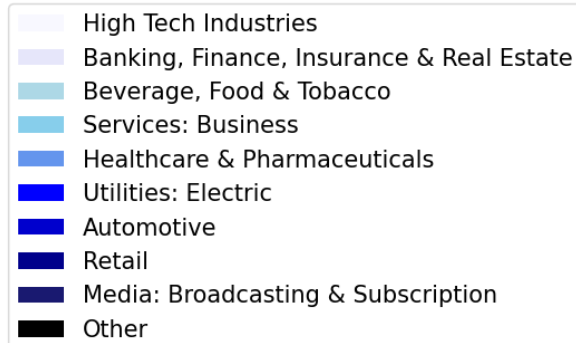 High Tech Industries
Banking, Finance, Insurance & Real Estate
Beverage, Food & Tobacco
Services: Business
Healthcare & Pharmaceuticals
Utilities: Electric
Automotive
Retail
Media: Broadcasting & Subscription
Other